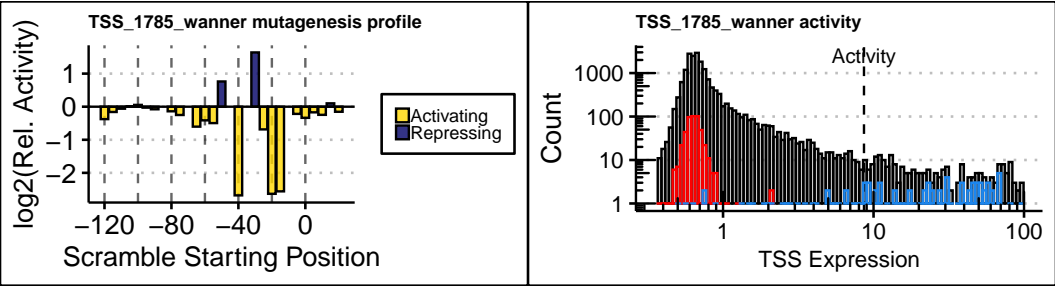 TSS_1785_wanner mutagenesis profile
log2(Rel. Activity)
1
0
−1
−2
−120
−80
−40
0
Scramble Starting Position
Activating
Repressing
TSS_1785_wanner activity
Activity
Count
1000
100
10
1
1
10
100
TSS Expression